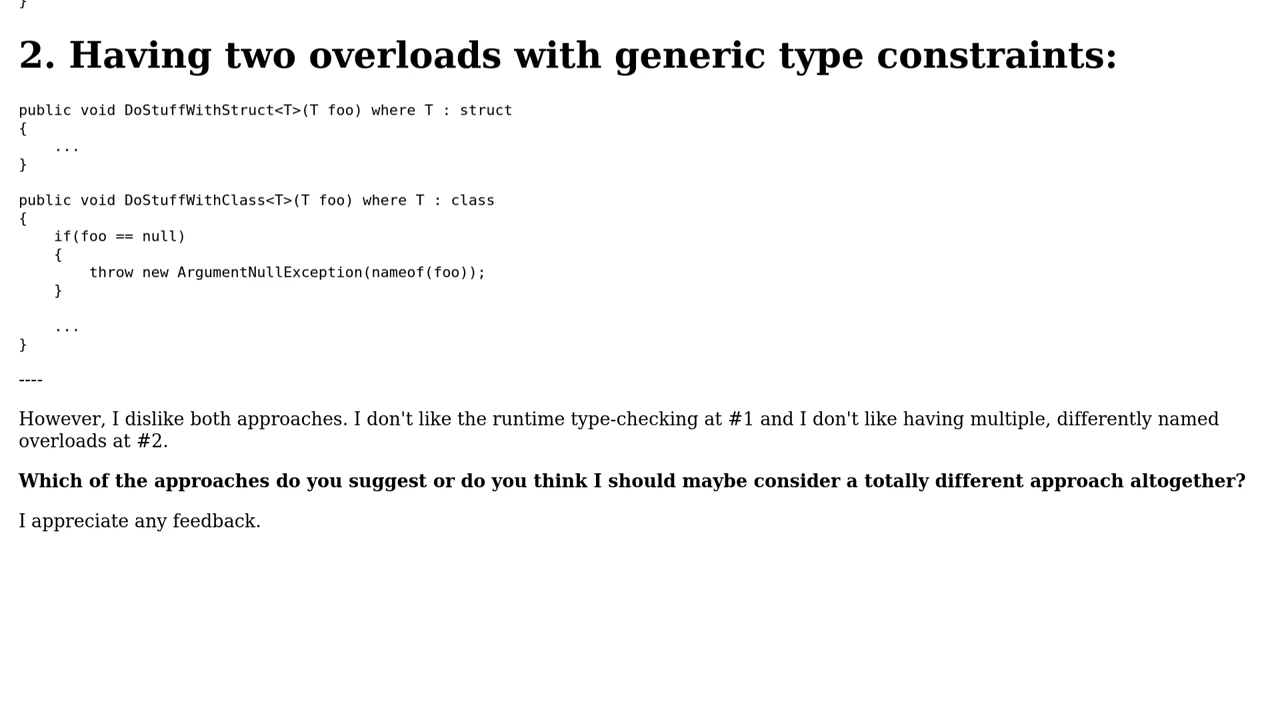 }
2. Having two overloads with generic type constraints:
public void DoStuffWithStruct<T>(T foo) where T : struct
{
    ...
}
public void DoStuffWithClass<T>(T foo) where T : class
{
    if(foo == null)
    {
        throw new ArgumentNullException(nameof(foo));
    }
    ...
}
----
However, I dislike both approaches. I don't like the runtime type-checking at #1 and I don't like having multiple, differently named
overloads at #2.
Which of the approaches do you suggest or do you think I should maybe consider a totally different approach altogether?
I appreciate any feedback.